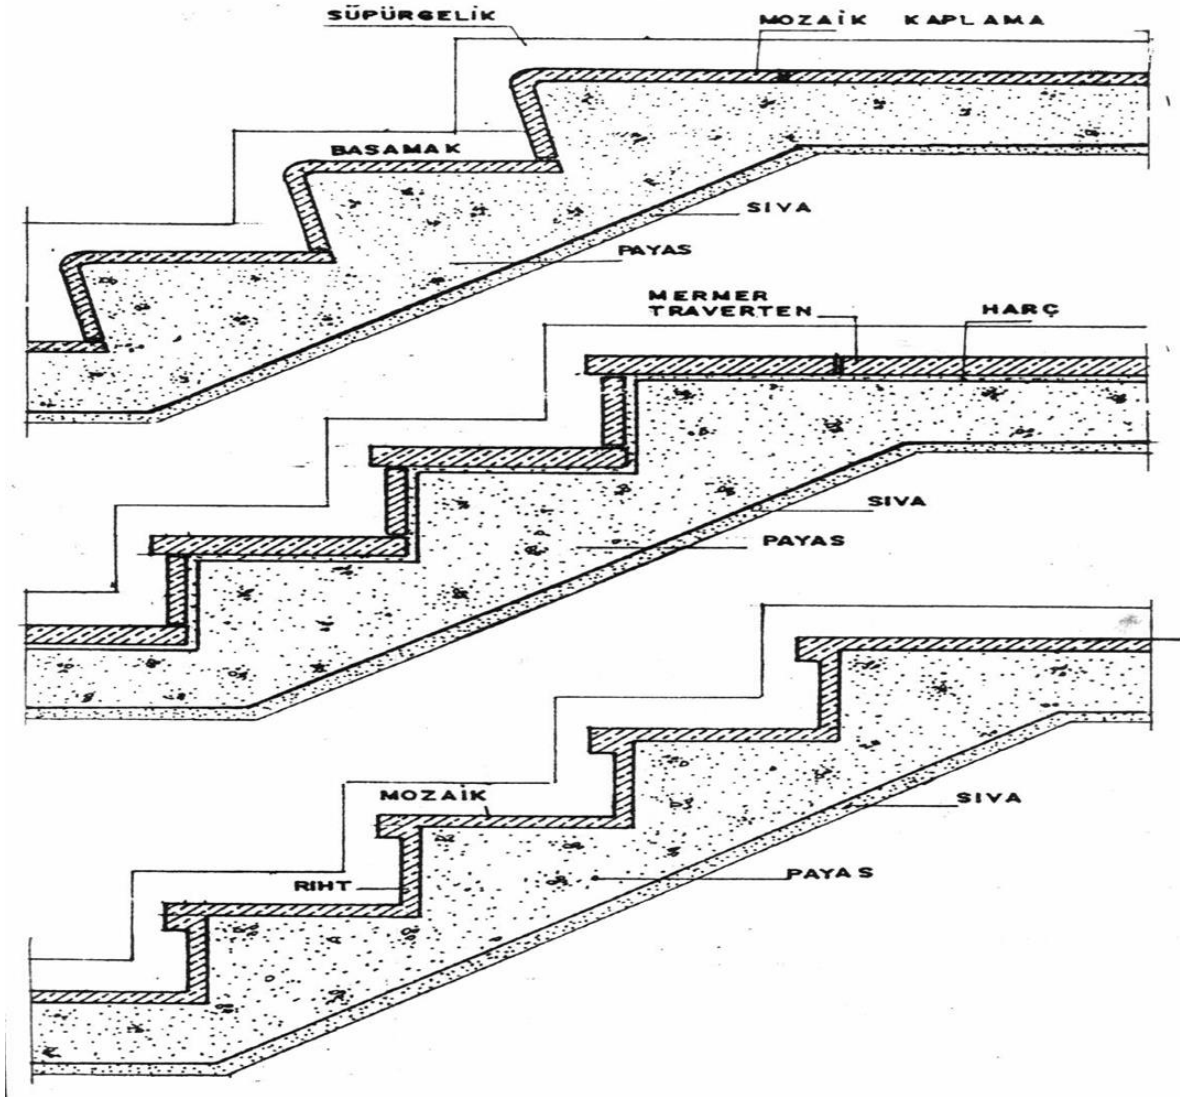 SÜPÜRGELİK
MOZAİK KAPLAMA
BASAMAK
SIVA
PAYAS
MERMER
TRAVERTEN
HARÇ
SIVA
PAYAS
MOZAİK
SIVA
RIHT
PAYAS